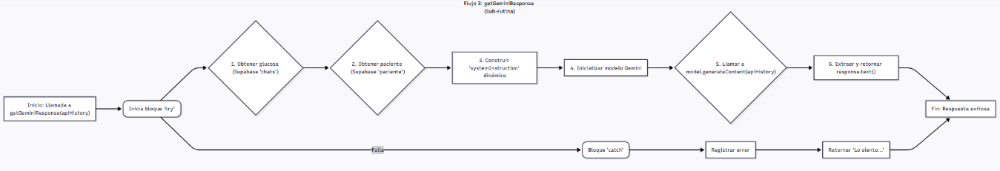 Flujo 3: getGeminiResponse
(Sub-rutina)
Inicio: Llamada a
getGeminiResponse(apiHistory)
Inicia bloque 'try'
1. Obtener glucosa
(Supabase 'chats')
2. Obtener paciente
(Supabase 'paciente')
3. Construir
'systemInstruction'
dinámico
4. Inicializar modelo Gemini
5. Llamar a
model.generateContent(apiHistory)
6. Extraer y retornar
response.text()
Fin: Respuesta exitosa
Falla
Bloque 'catch'
Registrar error
Retornar 'Lo siento...'